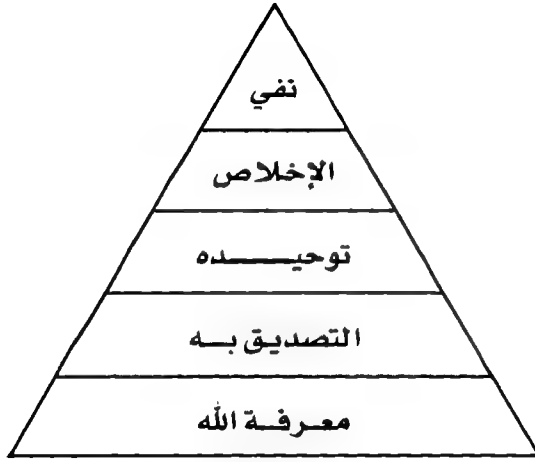 نفي
الإخلاص
توحيده
التصديق به
معرفة الله